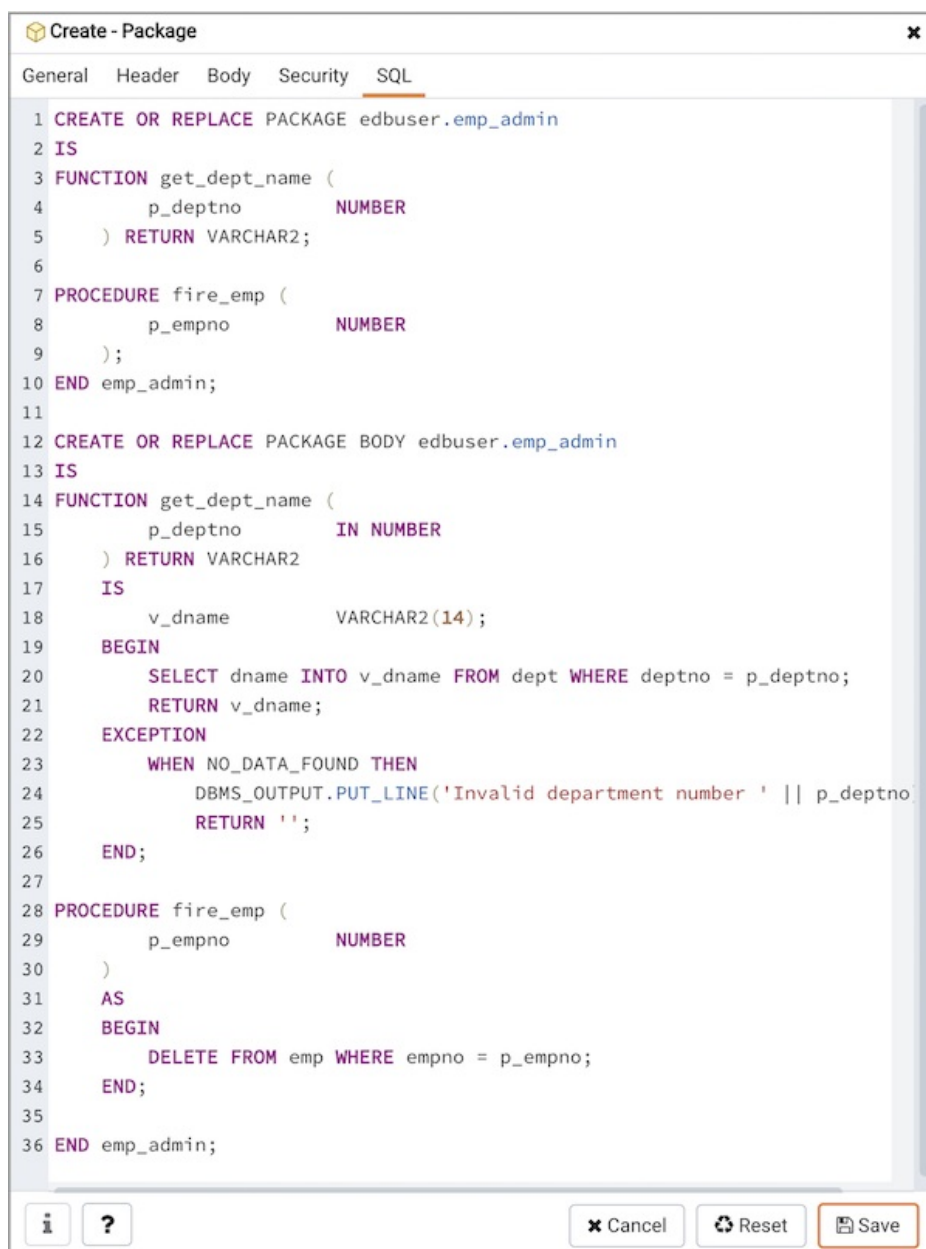 Create - Package
General Header Body Security SQL
1 CREATE OR REPLACE PACKAGE edbuser.emp_admin
2 IS
3 FUNCTION get_dept_name (
4         p_deptno        NUMBER
5     ) RETURN VARCHAR2;
6
7 PROCEDURE fire_emp (
8         p_empno         NUMBER
9     );
10 END emp_admin;
11
12 CREATE OR REPLACE PACKAGE BODY edbuser.emp_admin
13 IS
14 FUNCTION get_dept_name (
15         p_deptno        IN NUMBER
16     ) RETURN VARCHAR2
17     IS
18         v_dname         VARCHAR2(14);
19     BEGIN
20         SELECT dname INTO v_dname FROM dept WHERE deptno = p_deptno;
21         RETURN v_dname;
22     EXCEPTION
23         WHEN NO_DATA_FOUND THEN
24             DBMS_OUTPUT.PUT_LINE('Invalid department number ' || p_deptno
25             RETURN '';
26     END;
27
28 PROCEDURE fire_emp (
29         p_empno         NUMBER
30     )
31     AS
32     BEGIN
33         DELETE FROM emp WHERE empno = p_empno;
34     END;
35
36 END emp_admin;
i ? Cancel Reset Save